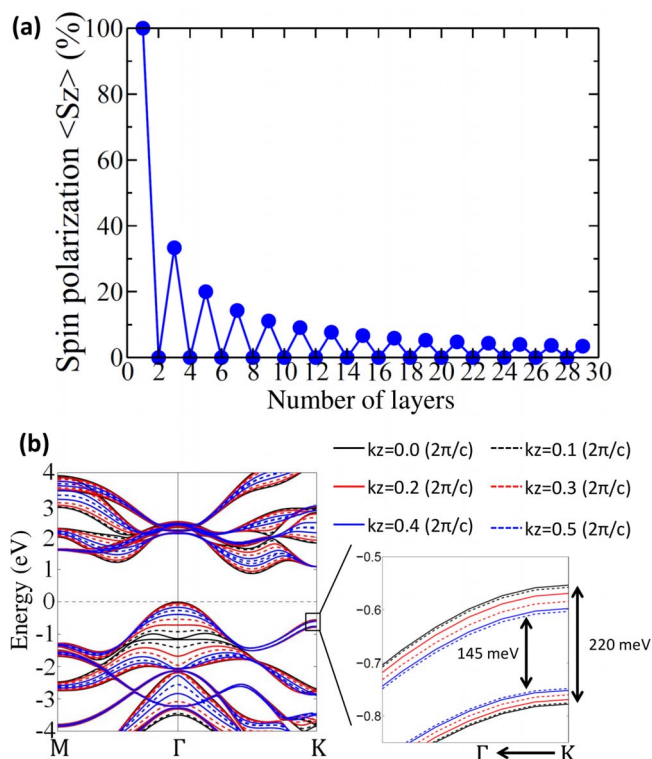 (a)
Spin polarization <Sz> (%)
100
80
60
40
20
0
0 2 4 6 8 10 12 14 16 18 20 22 24 26 28 30
Number of layers
(b)
kz=0.0 (2π/c) kz=0.1 (2π/c)
kz=0.2 (2π/c) kz=0.3 (2π/c)
kz=0.4 (2π/c) kz=0.5 (2π/c)
Energy (eV)
4
3
2
1
0
-1
-2
-3
-4
M Γ K
−0.5
−0.6
−0.7
−0.8
145 meV
220 meV
Γ K